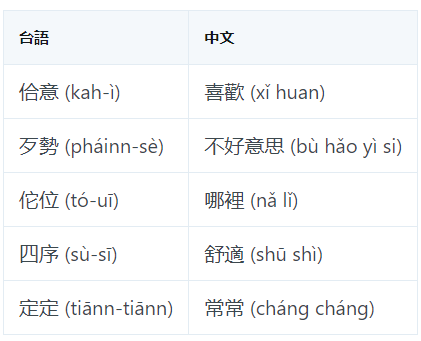 台語 中文
佮意 (kah-ì) 喜歡 (xǐ huan)
歹勢 (pháinn-sè) 不好意思 (bù hǎo yì si)
佗位 (tó-uī) 哪裡 (nǎ lǐ)
四序 (sù-sī) 舒適 (shū shì)
定定 (tiānn-tiānn) 常常 (cháng cháng)